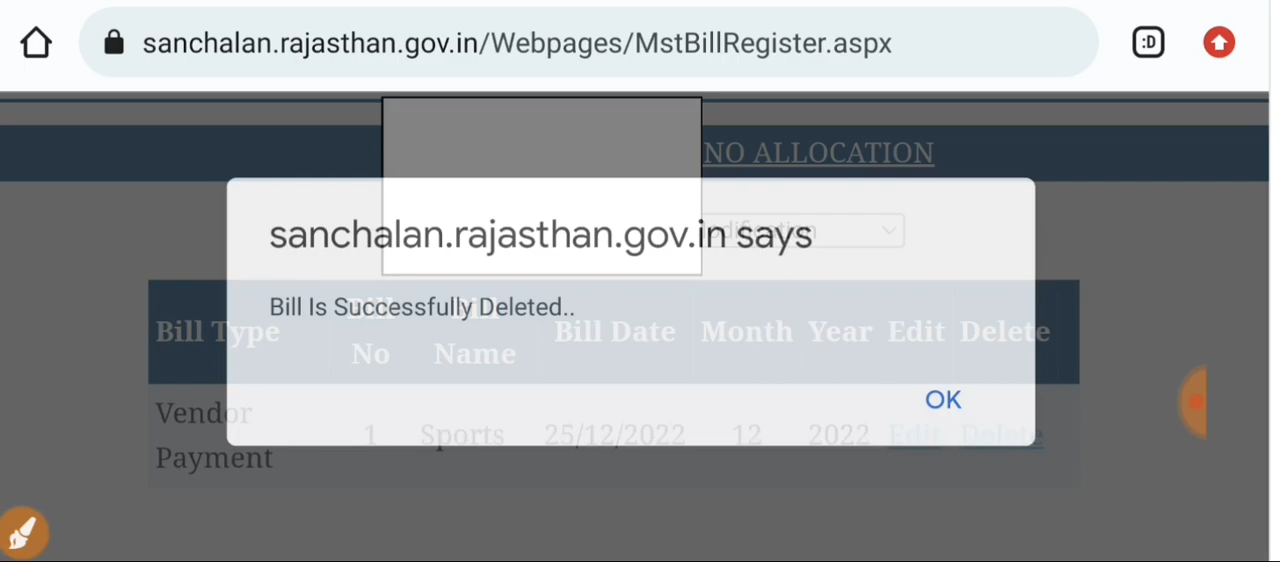 sanchalan.rajasthan.gov.in/Webpages/MstBillRegister.aspx
:D
NO ALLOCATION
sanchalan.rajasthan.gov.in says
Bill Is Successfully Deleted..
Bill Type Bill No Bill Name Bill Date Month Year Edit Delete
OK
Vendor Payment 1 Sports 25/12/2022 12 2022 Edit Delete